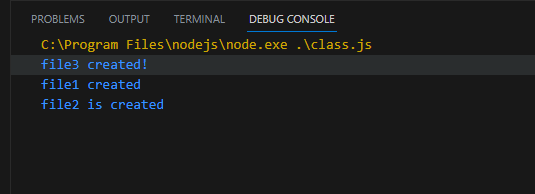 PROBLEMS OUTPUT TERMINAL DEBUG CONSOLE
C:\Program Files\nodejs\node.exe .\class.js
file3 created!
file1 created
file2 is created